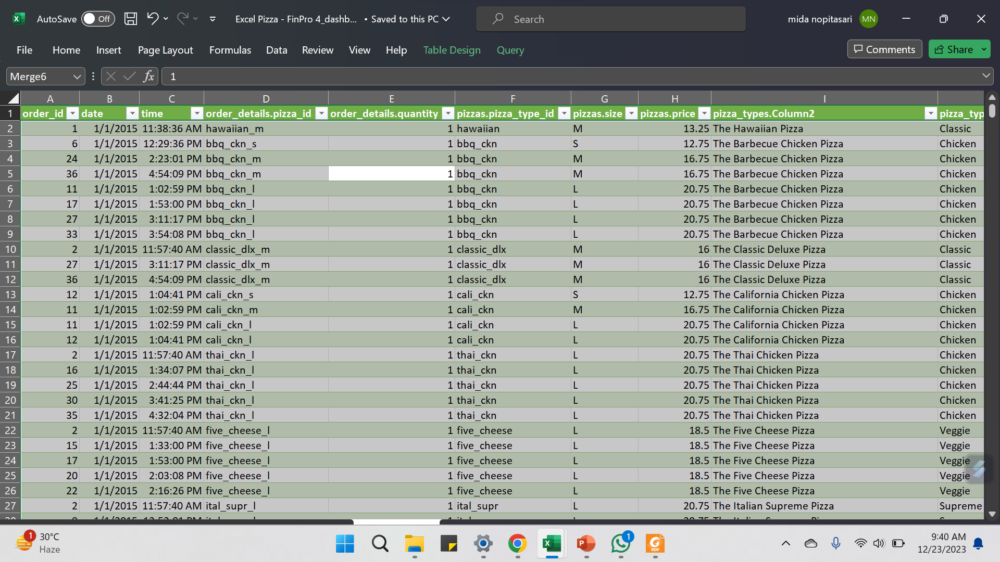 AutoSave Off Excel Pizza - FinPro 4_dashb... • Saved to this PC Search mida nopitasari MN
File Home Insert Page Layout Formulas Data Review View Help Table Design Query Comments Share
Merge6 fx 1
A B C D E F G H I
1 order_id date time order_details.pizza_id order_details.quantity pizzas.pizza_type_id pizzas.size pizzas.price pizza_types.Column2 pizza_typ
2 1 1/1/2015 11:38:36 AM hawaiian_m 1 hawaiian M 13.25 The Hawaiian Pizza Classic
3 6 1/1/2015 12:29:36 PM bbq_ckn_s 1 bbq_ckn S 12.75 The Barbecue Chicken Pizza Chicken
4 24 1/1/2015 2:23:01 PM bbq_ckn_m 1 bbq_ckn M 16.75 The Barbecue Chicken Pizza Chicken
5 36 1/1/2015 4:54:09 PM bbq_ckn_m 1 bbq_ckn M 16.75 The Barbecue Chicken Pizza Chicken
6 11 1/1/2015 1:02:59 PM bbq_ckn_l 1 bbq_ckn L 20.75 The Barbecue Chicken Pizza Chicken
7 17 1/1/2015 1:53:00 PM bbq_ckn_l 1 bbq_ckn L 20.75 The Barbecue Chicken Pizza Chicken
8 27 1/1/2015 3:11:17 PM bbq_ckn_l 1 bbq_ckn L 20.75 The Barbecue Chicken Pizza Chicken
9 33 1/1/2015 3:54:08 PM bbq_ckn_l 1 bbq_ckn L 20.75 The Barbecue Chicken Pizza Chicken
10 2 1/1/2015 11:57:40 AM classic_dlx_m 1 classic_dlx M 16 The Classic Deluxe Pizza Classic
11 27 1/1/2015 3:11:17 PM classic_dlx_m 1 classic_dlx M 16 The Classic Deluxe Pizza Classic
12 36 1/1/2015 4:54:09 PM classic_dlx_m 1 classic_dlx M 16 The Classic Deluxe Pizza Classic
13 12 1/1/2015 1:04:41 PM cali_ckn_s 1 cali_ckn S 12.75 The California Chicken Pizza Chicken
14 11 1/1/2015 1:02:59 PM cali_ckn_m 1 cali_ckn M 16.75 The California Chicken Pizza Chicken
15 11 1/1/2015 1:02:59 PM cali_ckn_l 1 cali_ckn L 20.75 The California Chicken Pizza Chicken
16 12 1/1/2015 1:04:41 PM cali_ckn_l 1 cali_ckn L 20.75 The California Chicken Pizza Chicken
17 2 1/1/2015 11:57:40 AM thai_ckn_l 1 thai_ckn L 20.75 The Thai Chicken Pizza Chicken
18 16 1/1/2015 1:34:07 PM thai_ckn_l 1 thai_ckn L 20.75 The Thai Chicken Pizza Chicken
19 25 1/1/2015 2:44:44 PM thai_ckn_l 1 thai_ckn L 20.75 The Thai Chicken Pizza Chicken
20 30 1/1/2015 3:41:25 PM thai_ckn_l 1 thai_ckn L 20.75 The Thai Chicken Pizza Chicken
21 35 1/1/2015 4:32:04 PM thai_ckn_l 1 thai_ckn L 20.75 The Thai Chicken Pizza Chicken
22 2 1/1/2015 11:57:40 AM five_cheese_l 1 five_cheese L 18.5 The Five Cheese Pizza Veggie
23 15 1/1/2015 1:33:00 PM five_cheese_l 1 five_cheese L 18.5 The Five Cheese Pizza Veggie
24 17 1/1/2015 1:53:00 PM five_cheese_l 1 five_cheese L 18.5 The Five Cheese Pizza Veggie
25 20 1/1/2015 2:03:08 PM five_cheese_l 1 five_cheese L 18.5 The Five Cheese Pizza Veggie
26 22 1/1/2015 2:16:26 PM five_cheese_l 1 five_cheese L 18.5 The Five Cheese Pizza Veggie
27 2 1/1/2015 11:57:40 AM ital_supr_l 1 ital_supr L 20.75 The Italian Supreme Pizza Supreme
1 30°C 1 9:40 AM
Haze PDF 12/23/2023